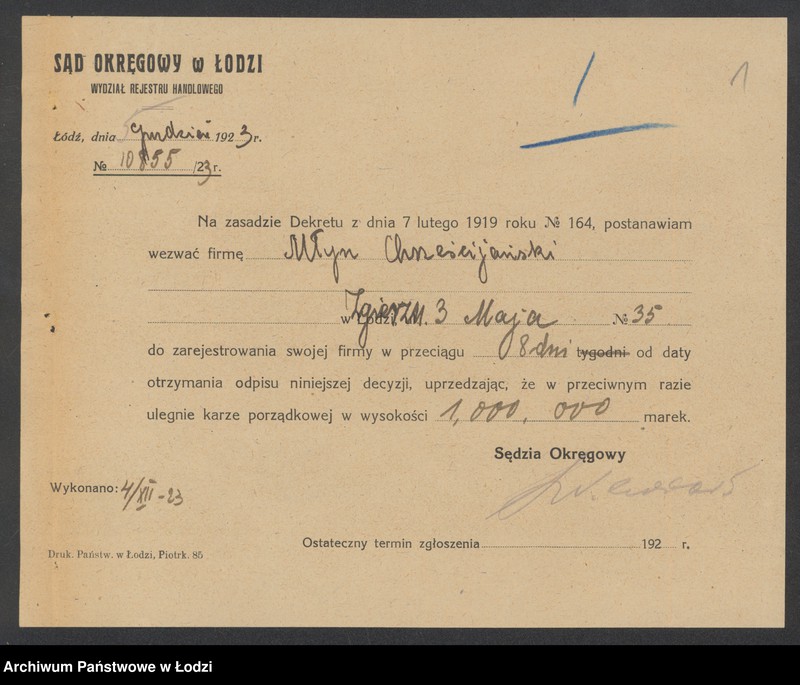 SĄD OKRĘGOWY w ŁODZI
WYDZIAŁ REJESTRU HANDLOWEGO
1
1
Łódź, dnia grudzień 1923 r.
№ 10855 /23 r.
Na zasadzie Dekretu z dnia 7 lutego 1919 roku № 164, postanawiam
wezwać firmę Młyn Chrześcijański
w Zgierzu 3 Maja № 35
do zarejestrowania swojej firmy w przeciągu 8 dni tygodni od daty
otrzymania odpisu niniejszej decyzji, uprzedzając, że w przeciwnym razie
ulegnie karze porządkowej w wysokości 1,000,000 marek.
Sędzia Okręgowy
Wykonano: 4/XII-23
Ostateczny termin zgłoszenia 192 r.
Druk. Państw. w Łodzi, Piotrk. 85
Archiwum Państwowe w Łodzi